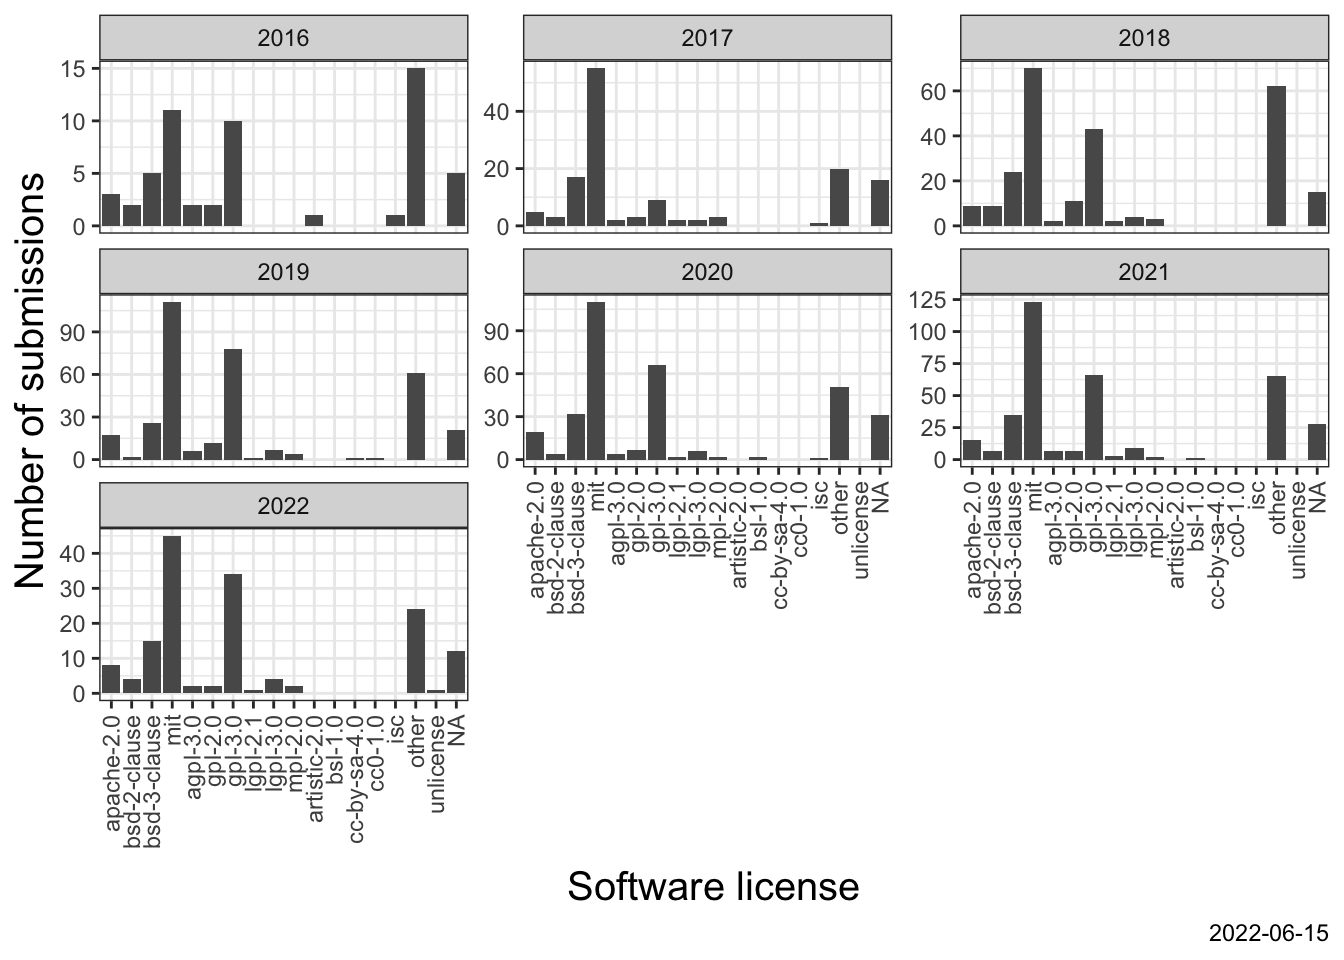 2016
2017
2018
15
10
5
0
40
20
0
60
40
20
0
2019
2020
2021
90
60
30
0
90
60
30
0
125
100
75
50
25
0
apache-2.0
bsd-2-clause
bsd-3-clause
mit
agpl-3.0
gpl-2.0
gpl-3.0
lgpl-2.1
lgpl-3.0
mpl-2.0
artistic-2.0
bsl-1.0
cc-by-sa-4.0
cc0-1.0
isc
other
unlicense
NA
apache-2.0
bsd-2-clause
bsd-3-clause
mit
agpl-3.0
gpl-2.0
gpl-3.0
lgpl-2.1
lgpl-3.0
mpl-2.0
artistic-2.0
bsl-1.0
cc-by-sa-4.0
cc0-1.0
isc
other
unlicense
NA
2022
40
30
20
10
0
apache-2.0
bsd-2-clause
bsd-3-clause
mit
agpl-3.0
gpl-2.0
gpl-3.0
lgpl-2.1
lgpl-3.0
mpl-2.0
artistic-2.0
bsl-1.0
cc-by-sa-4.0
cc0-1.0
isc
other
unlicense
NA
Number of submissions
Software license
2022-06-15